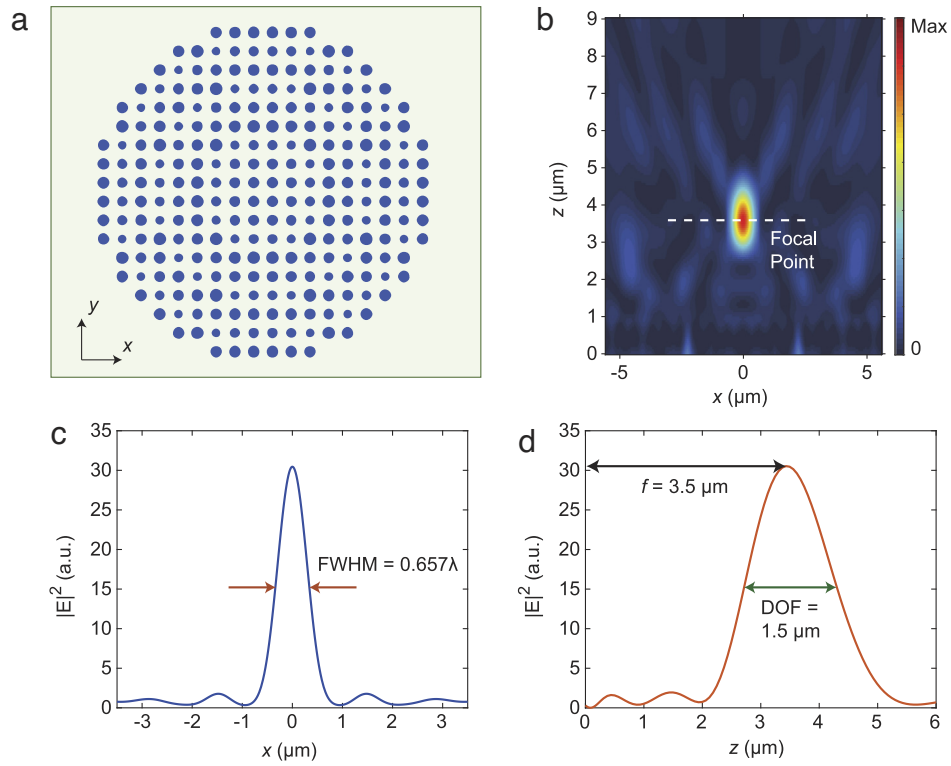 a
y
x
b
9
8
7
6
5
4
3
2
1
0
z (μm)
-5
0
5
x (μm)
Focal
Point
Max
0
c
35
30
25
20
15
10
5
0
|E|² (a.u.)
FWHM = 0.657λ
-3
-2
-1
0
1
2
3
x (μm)
d
35
30
25
20
15
10
5
0
|E|² (a.u.)
f = 3.5 μm
DOF =
1.5 μm
0
1
2
3
4
5
6
z (μm)